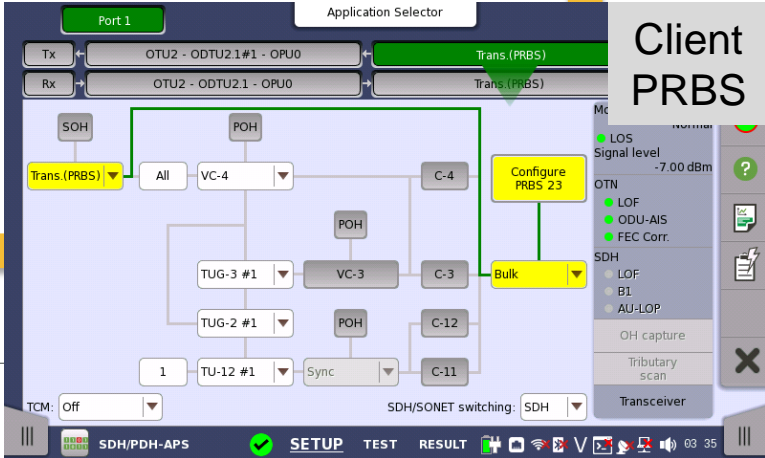 Port 1
Application Selector
Client
PRBS
Tx
OTU2 - ODTU2.1#1 - OPU0
Trans.(PRBS)
Rx
OTU2 - ODTU2.1 - OPU0
Trans.(PRBS)
Normal
LOS
Signal level
-7.00 dBm
SOH
POH
Trans.(PRBS)
All
VC-4
C-4
Configure
PRBS 23
OTN
LOF
ODU-AIS
FEC Corr.
POH
TUG-3 #1
VC-3
C-3
Bulk
SDH
LOF
B1
AU-LOP
TUG-2 #1
POH
C-12
OH capture
1
TU-12 #1
Sync
C-11
Tributary
scan
TCM: Off
SDH/SONET switching: SDH
Transceiver
SDH/PDH-APS
SETUP
TEST
RESULT
03 35